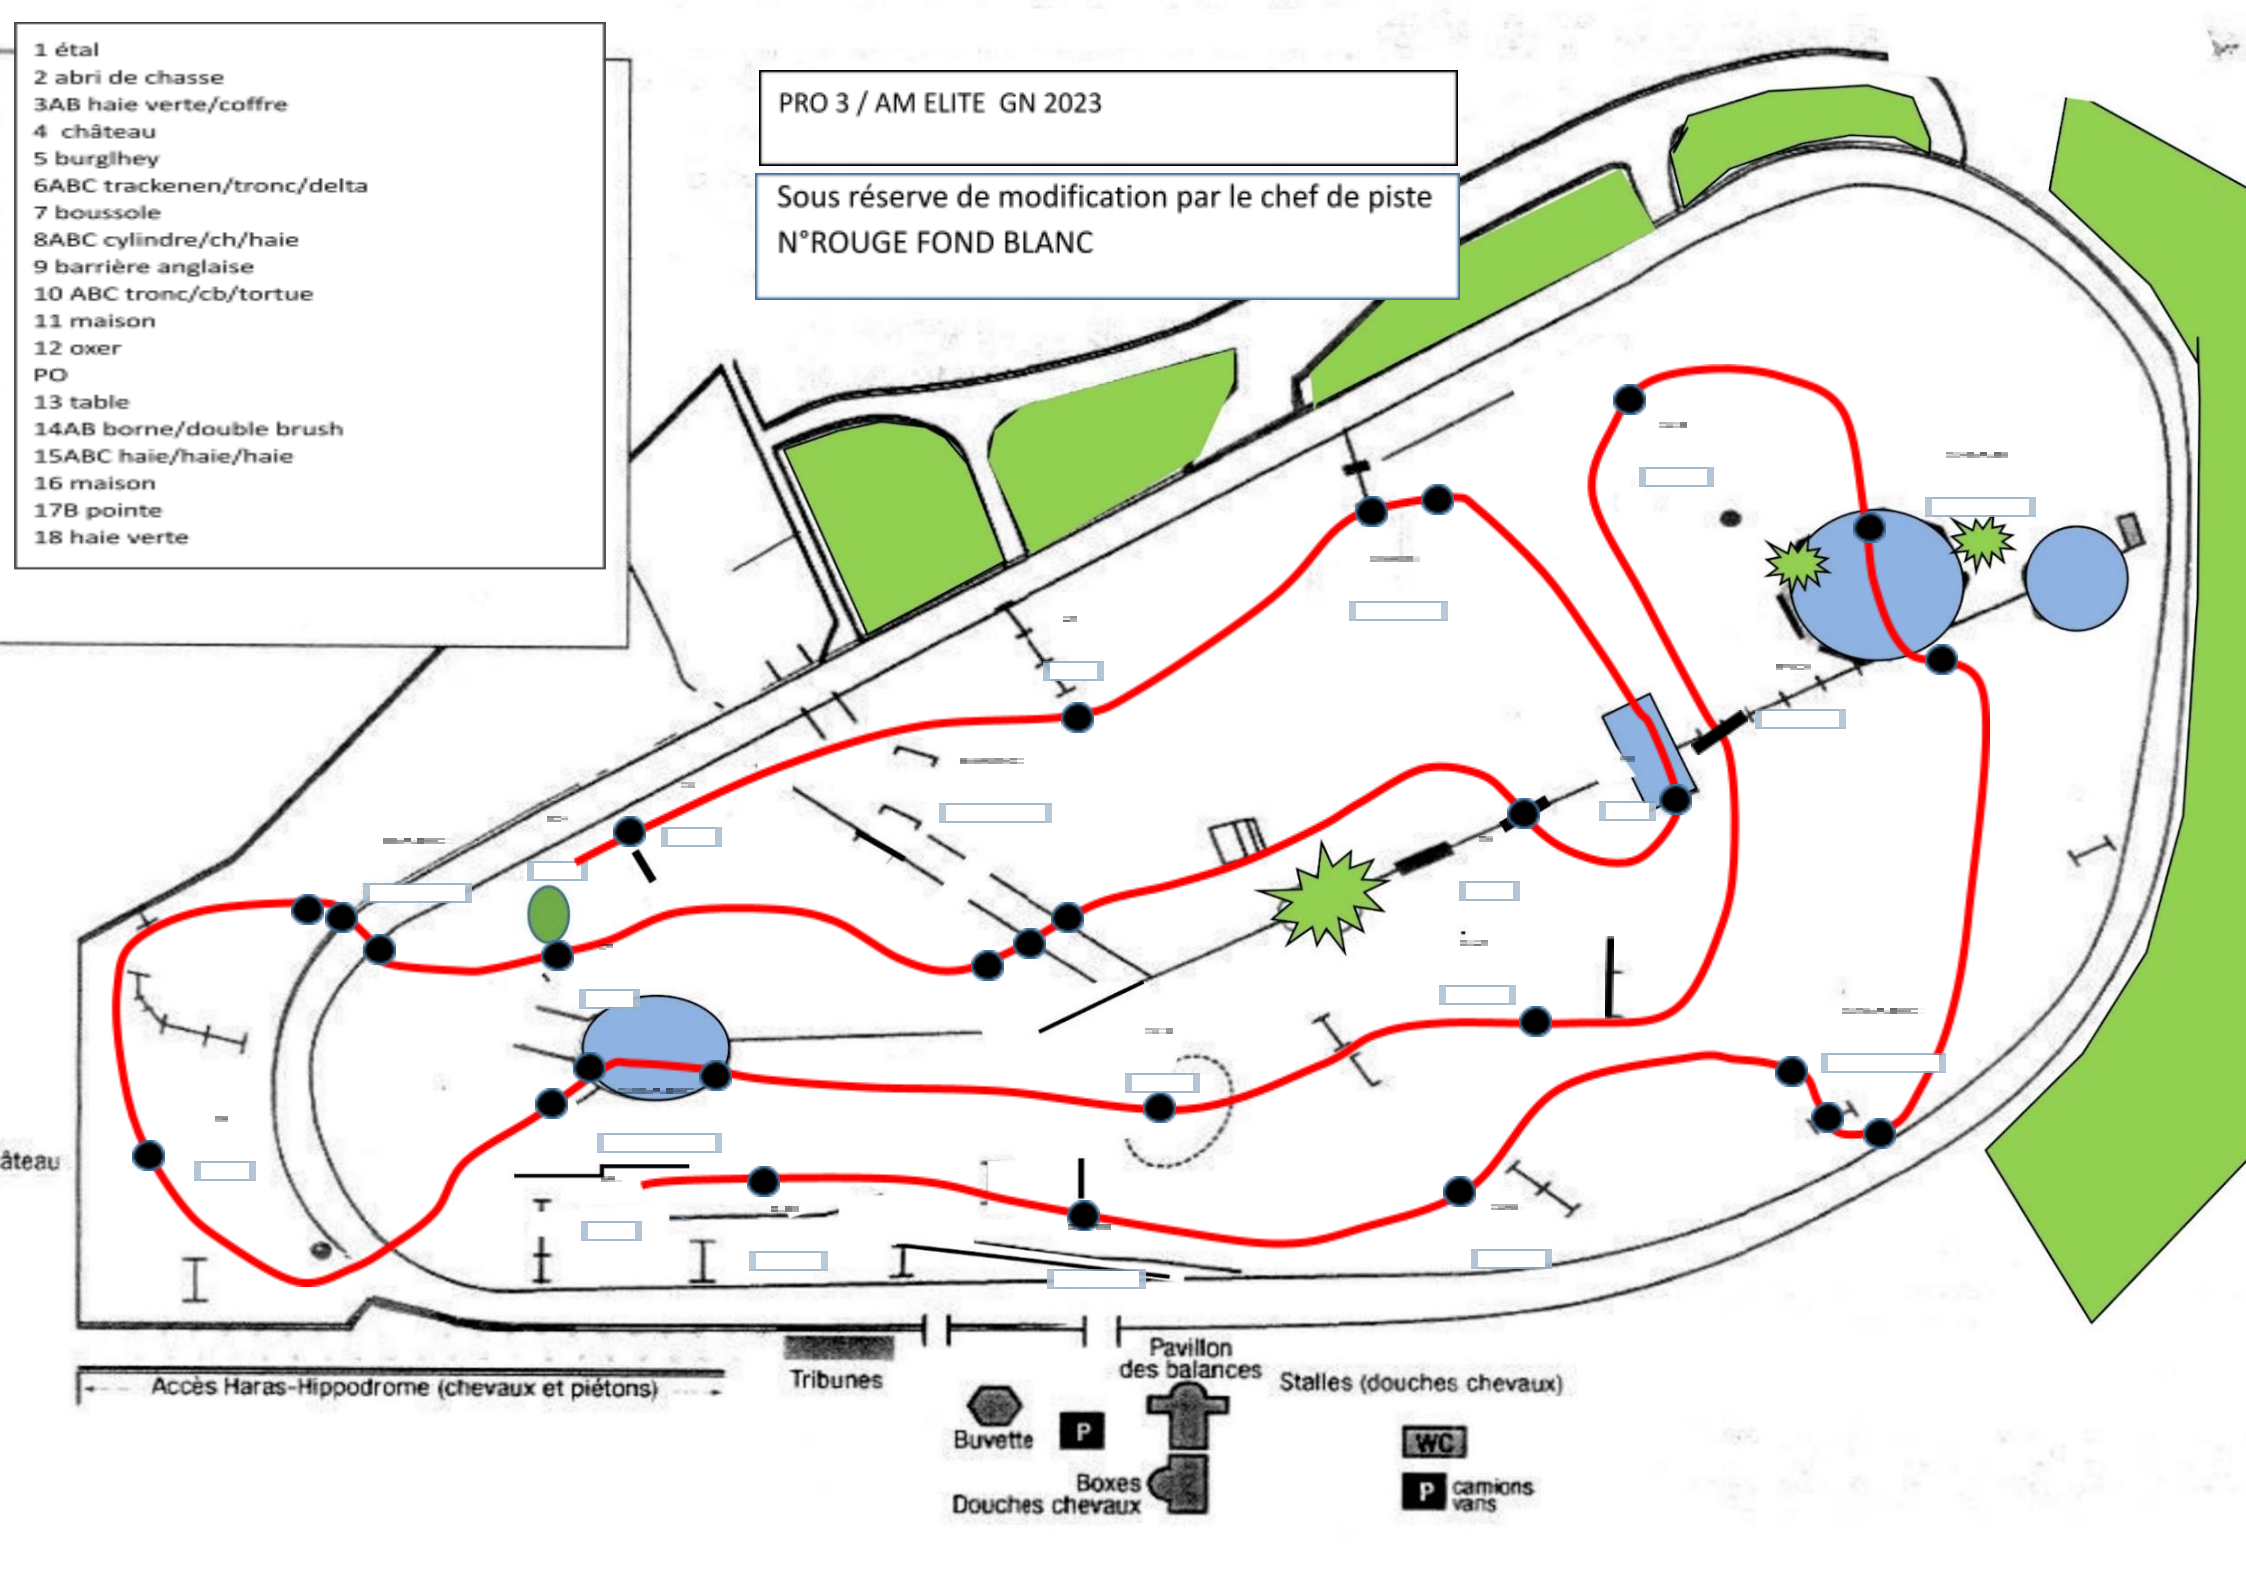 1 étal
2 abri de chasse
3AB haie verte/coffre
4 château
5 burglhey
6ABC trackenen/tronc/delta
7 boussole
8ABC cylindre/ch/haie
9 barrière anglaise
10 ABC tronc/cb/tortue
11 maison
12 oxer
PO
13 table
14AB borne/double brush
15ABC haie/haie/haie
16 maison
17B pointe
18 haie verte
PRO 3 / AM ELITE GN 2023
Sous réserve de modification par le chef de piste
N°ROUGE FOND BLANC
âteau
Accès Haras-Hippodrome (chevaux et piétons)
Tribunes
Pavillon
des balances
Stalles (douches chevaux)
Buvette
P
WC
Boxes
Douches chevaux
P
camions
vans